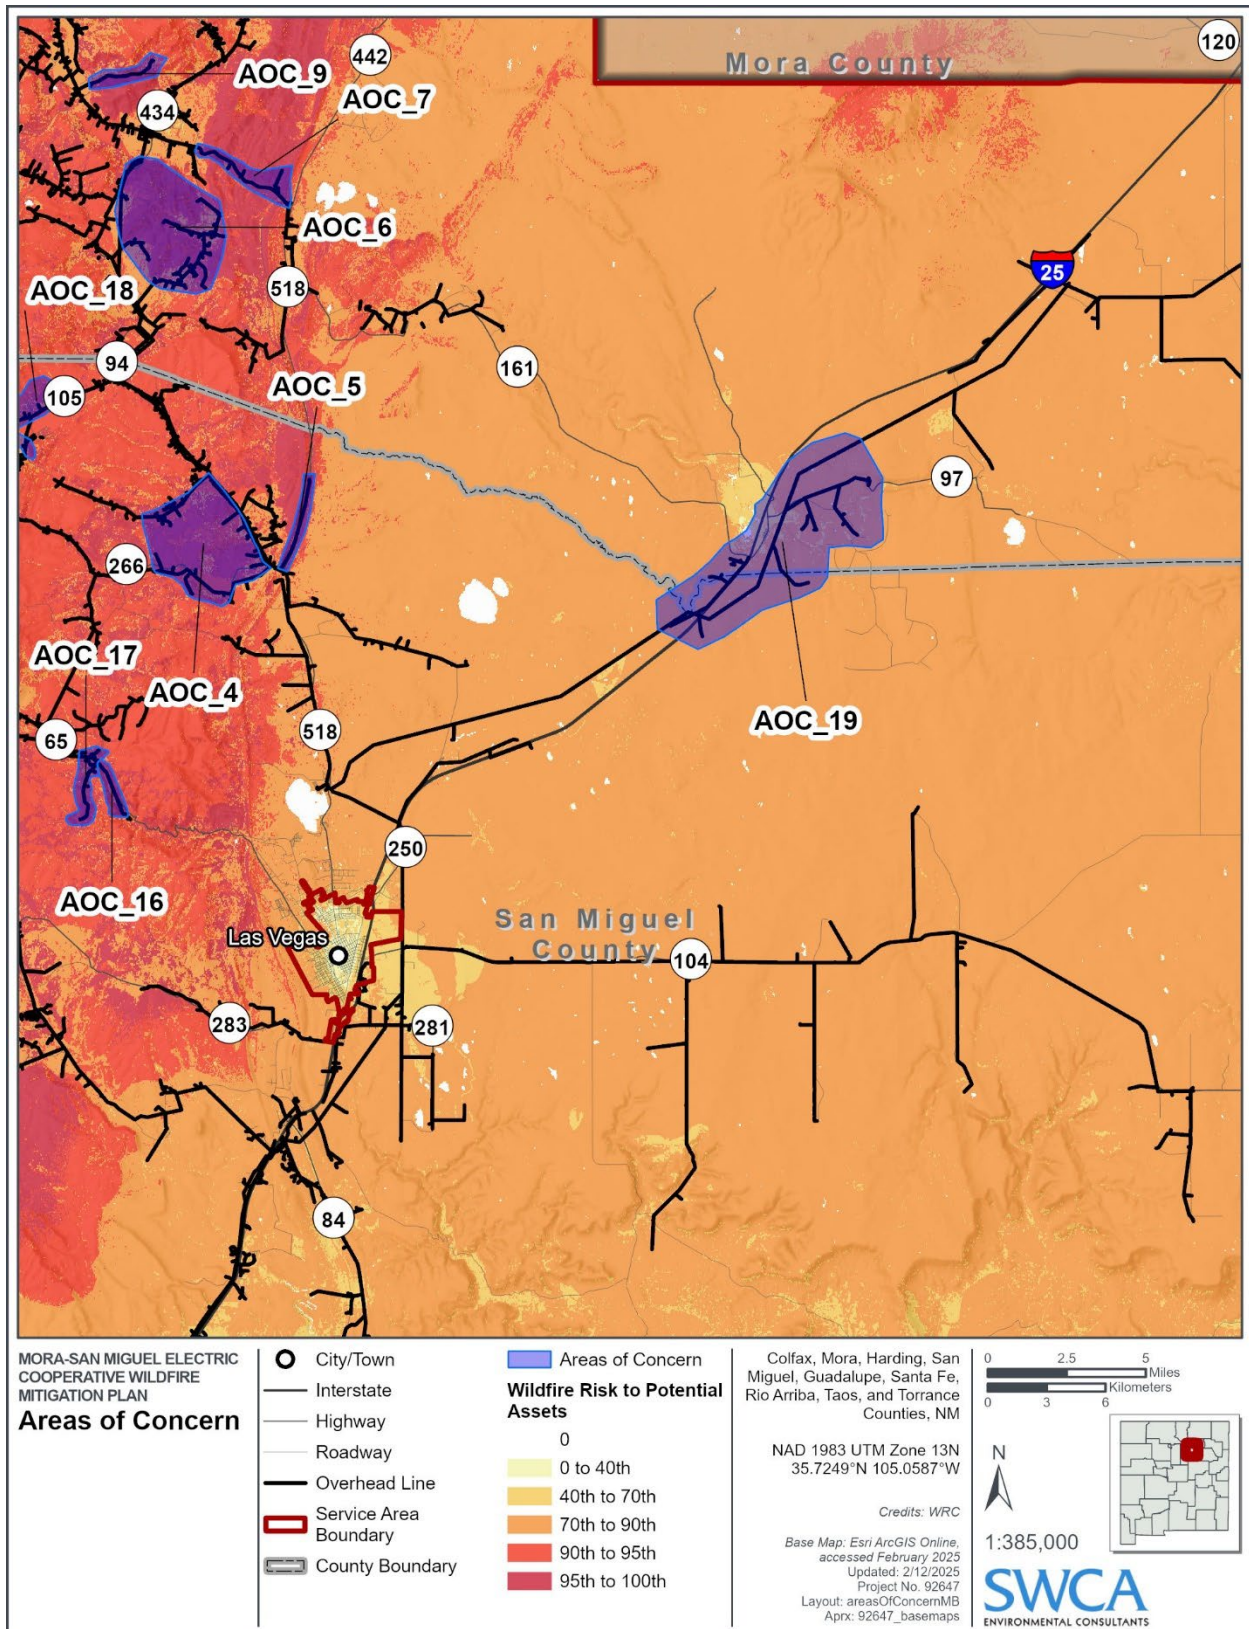 Mora County
120
442
AOC_9
AOC_7
434
AOC_6
AOC_18
518
25
94
161
105
AOC_5
97
266
AOC_17
AOC_4
AOC_19
518
65
250
AOC_16
San Miguel
County
Las Vegas
104
283
281
84
MORA-SAN MIGUEL ELECTRIC
COOPERATIVE WILDFIRE
MITIGATION PLAN
Areas of Concern
City/Town
Interstate
Highway
Roadway
Overhead Line
Service Area
Boundary
County Boundary
Areas of Concern
Wildfire Risk to Potential
Assets
0
0 to 40th
40th to 70th
70th to 90th
90th to 95th
95th to 100th
Colfax, Mora, Harding, San
Miguel, Guadalupe, Santa Fe,
Rio Arriba, Taos, and Torrance
Counties, NM
NAD 1983 UTM Zone 13N
35.7249°N 105.0587°W
Credits: WRC
Base Map: Esri ArcGIS Online,
accessed February 2025
Updated: 2/12/2025
Project No. 92647
Layout: areasOfConcernMB
Aprx: 92647_basemaps
0 2.5 5
Miles
Kilometers
0 3 6
N
1:385,000
SWCA
ENVIRONMENTAL CONSULTANTS